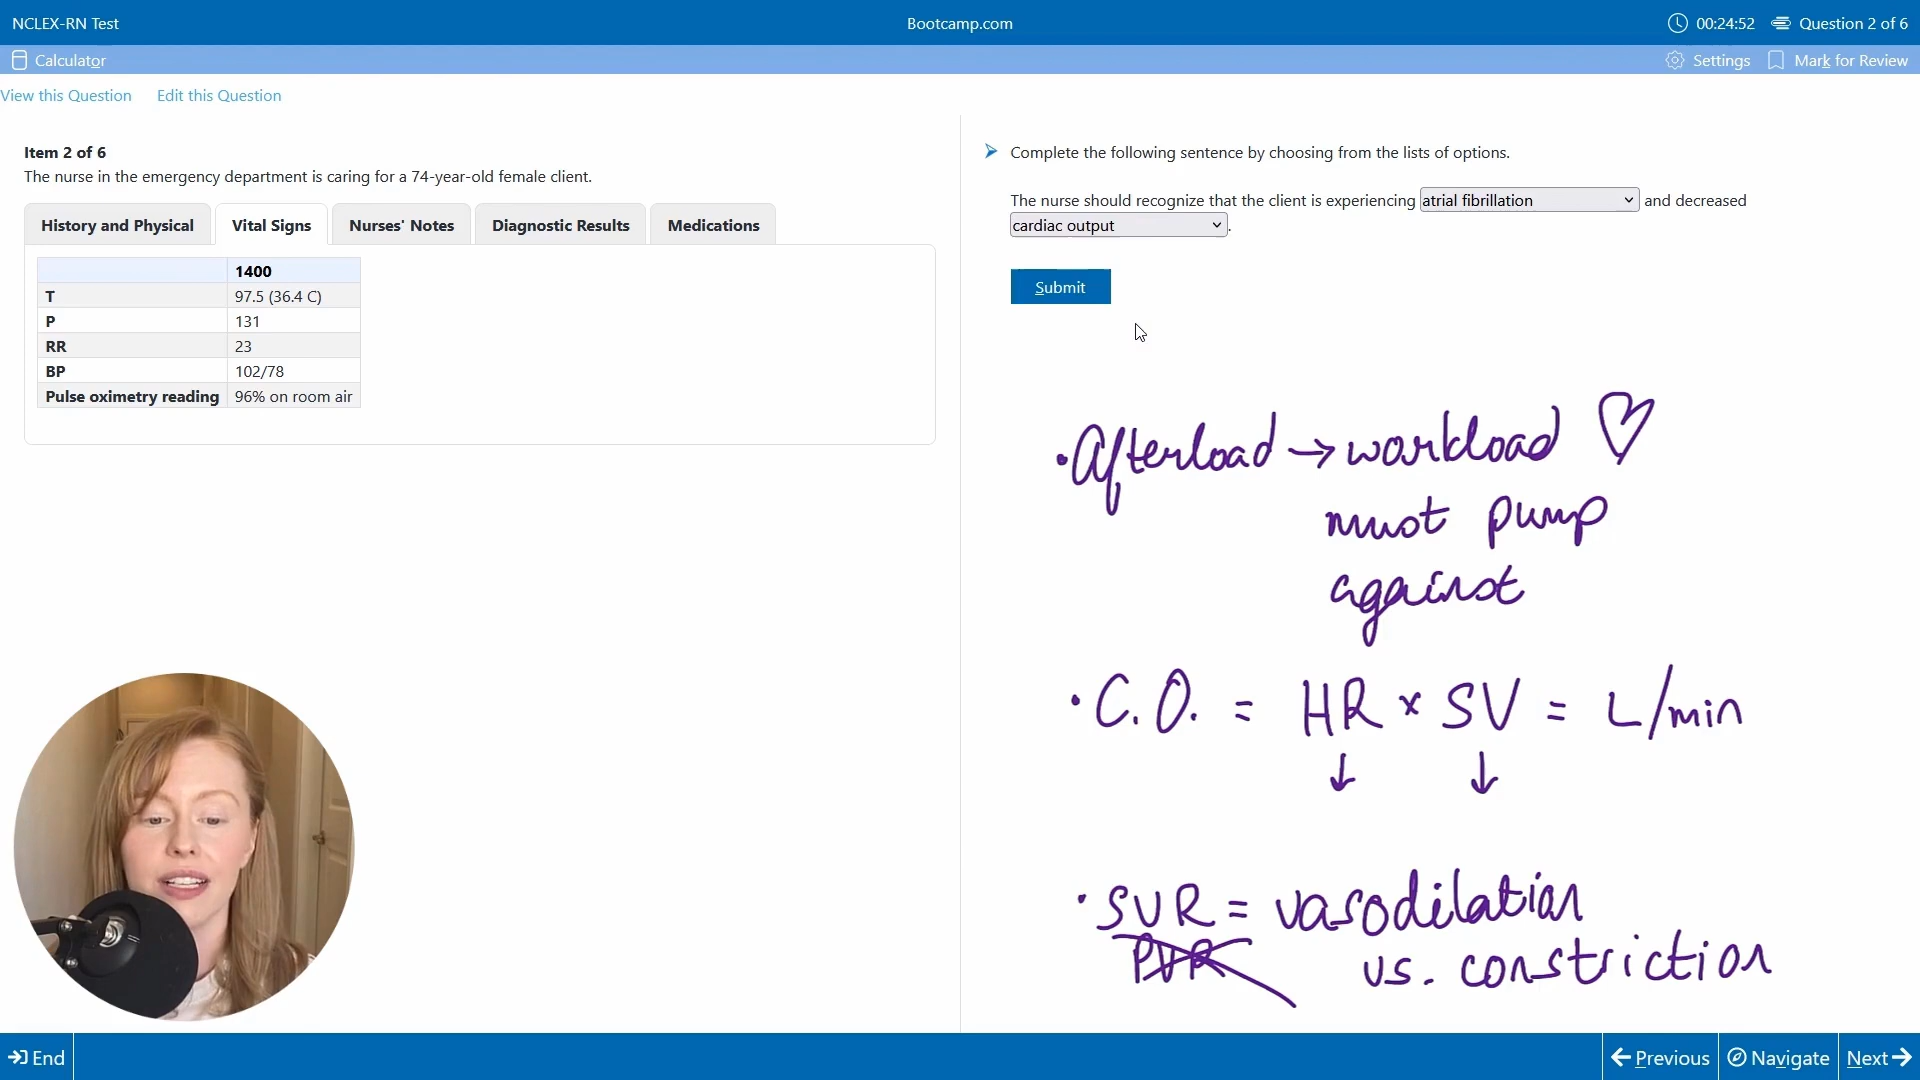 NCLEX-RN Test
Bootcamp.com
00:24:52
Question 2 of 6
Calculator
Settings
Mark for Review
View this Question
Edit this Question
Item 2 of 6
The nurse in the emergency department is caring for a 74-year-old female client.
History and Physical
Vital Signs
Nurses' Notes
Diagnostic Results
Medications
1400
T 97.5 (36.4 C)
P 131
RR 23
BP 102/78
Pulse oximetry reading 96% on room air
Complete the following sentence by choosing from the lists of options.
The nurse should recognize that the client is experiencing atrial fibrillation and decreased
cardiac output .
Submit
• Afterload → workload ♡
must pump
against
• C.O. = HR × SV = L/min
↓ ↓
• SVR = vasodilation
PVR
vs. constriction
End
Previous
Navigate
Next